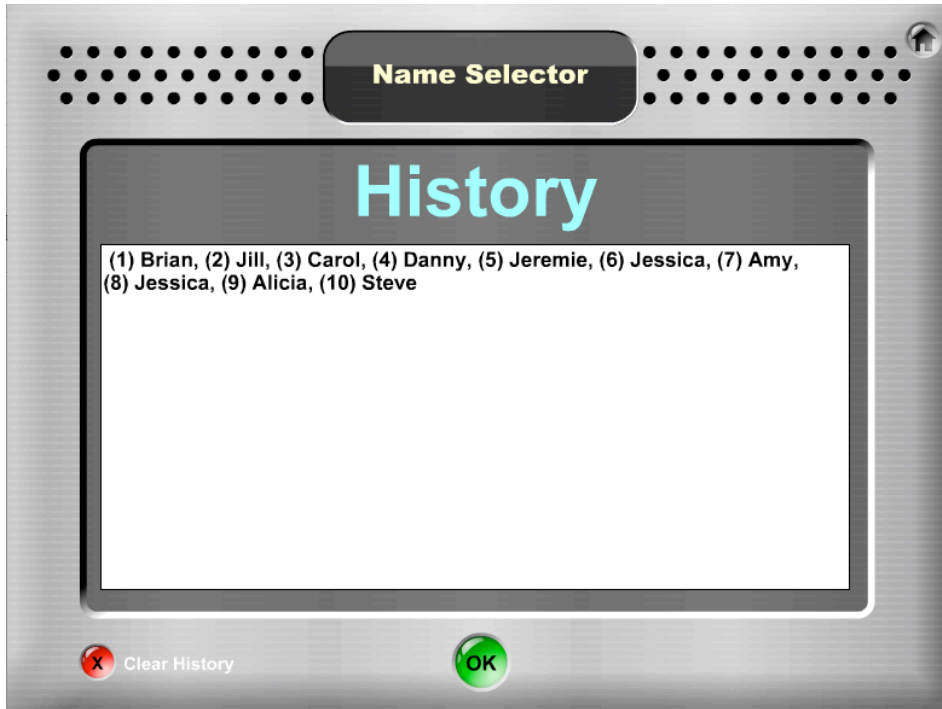 Name Selector
History
(1) Brian, (2) Jill, (3) Carol, (4) Danny, (5) Jeremie, (6) Jessica, (7) Amy,
(8) Jessica, (9) Alicia, (10) Steve
X Clear History
OK